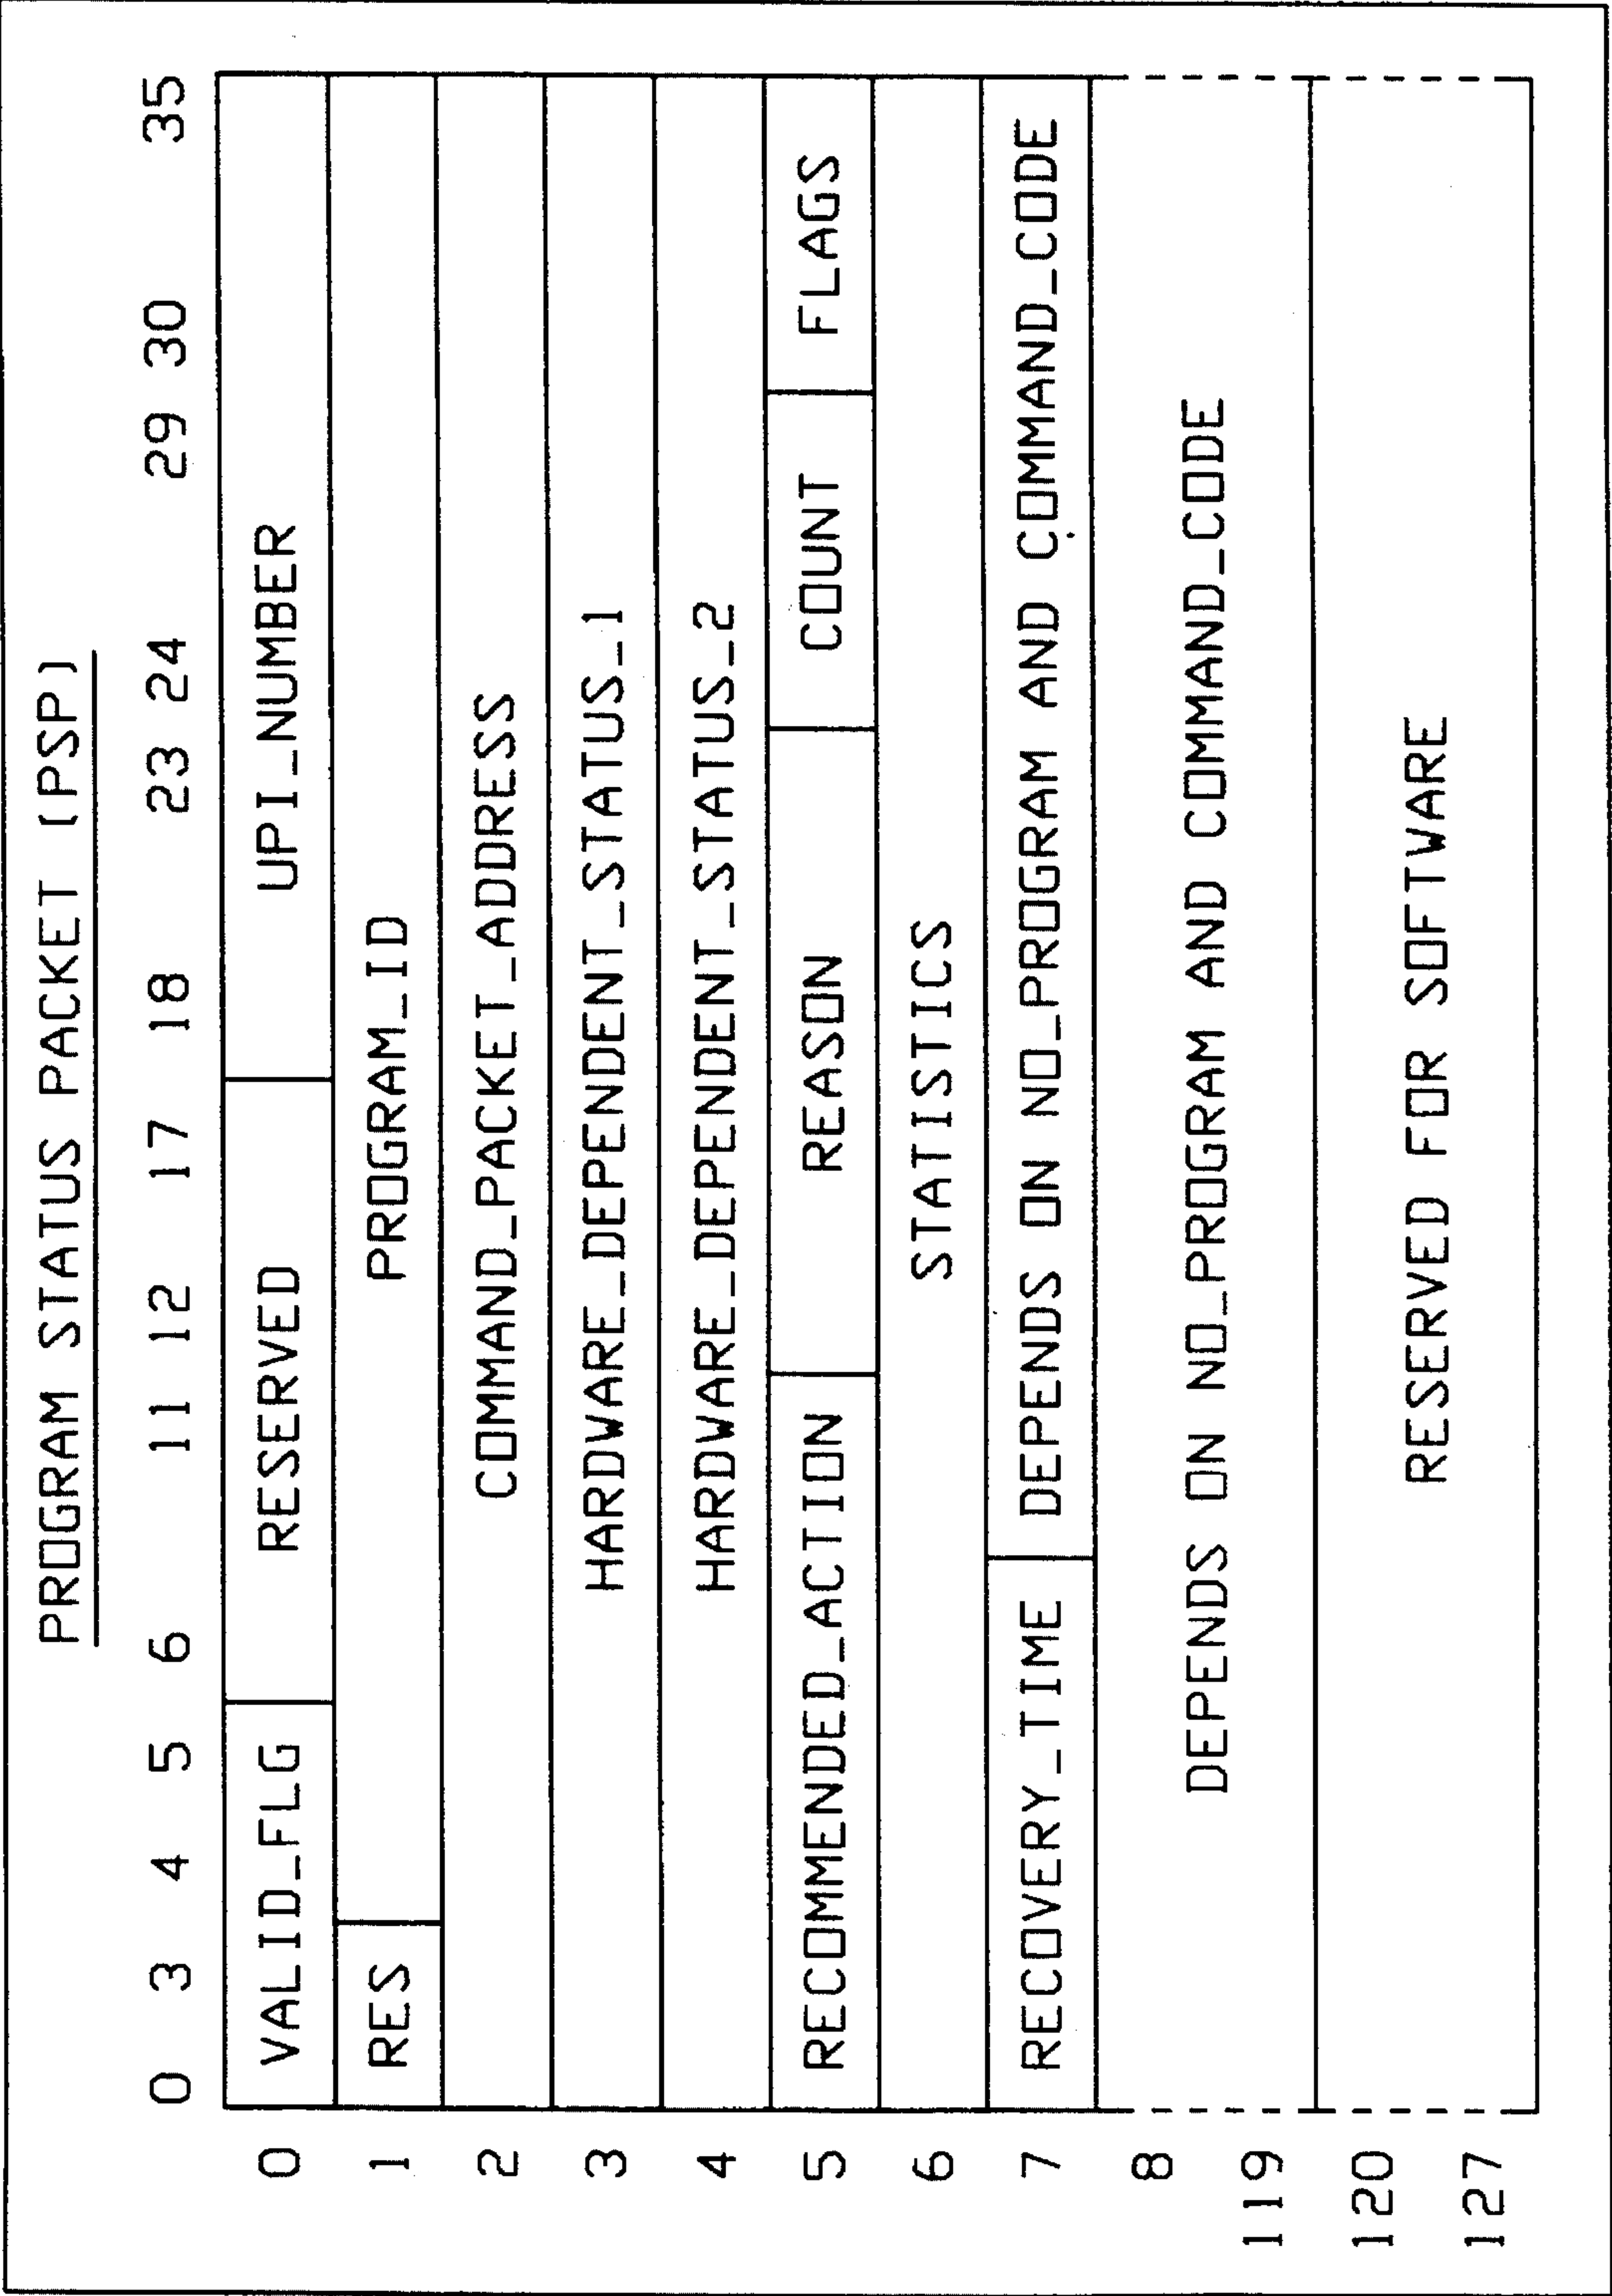 PROGRAM STATUS PACKET (PSP)
0 3 4 5 6 11 12 17 18 23 24 29 30 35
0 VALID_FLG RESERVED UPI_NUMBER
1 RES PROGRAM_ID
2 COMMAND_PACKET_ADDRESS
3 HARDWARE_DEPENDENT_STATUS_1
4 HARDWARE_DEPENDENT_STATUS_2
5 RECOMMENDED_ACTION REASON COUNT FLAGS
6 STATISTICS
7 RECOVERY_TIME DEPENDS ON NO_PROGRAM AND COMMAND_CODE
8
DEPENDS ON NO_PROGRAM AND COMMAND_CODE
119
120
RESERVED FOR SOFTWARE
127